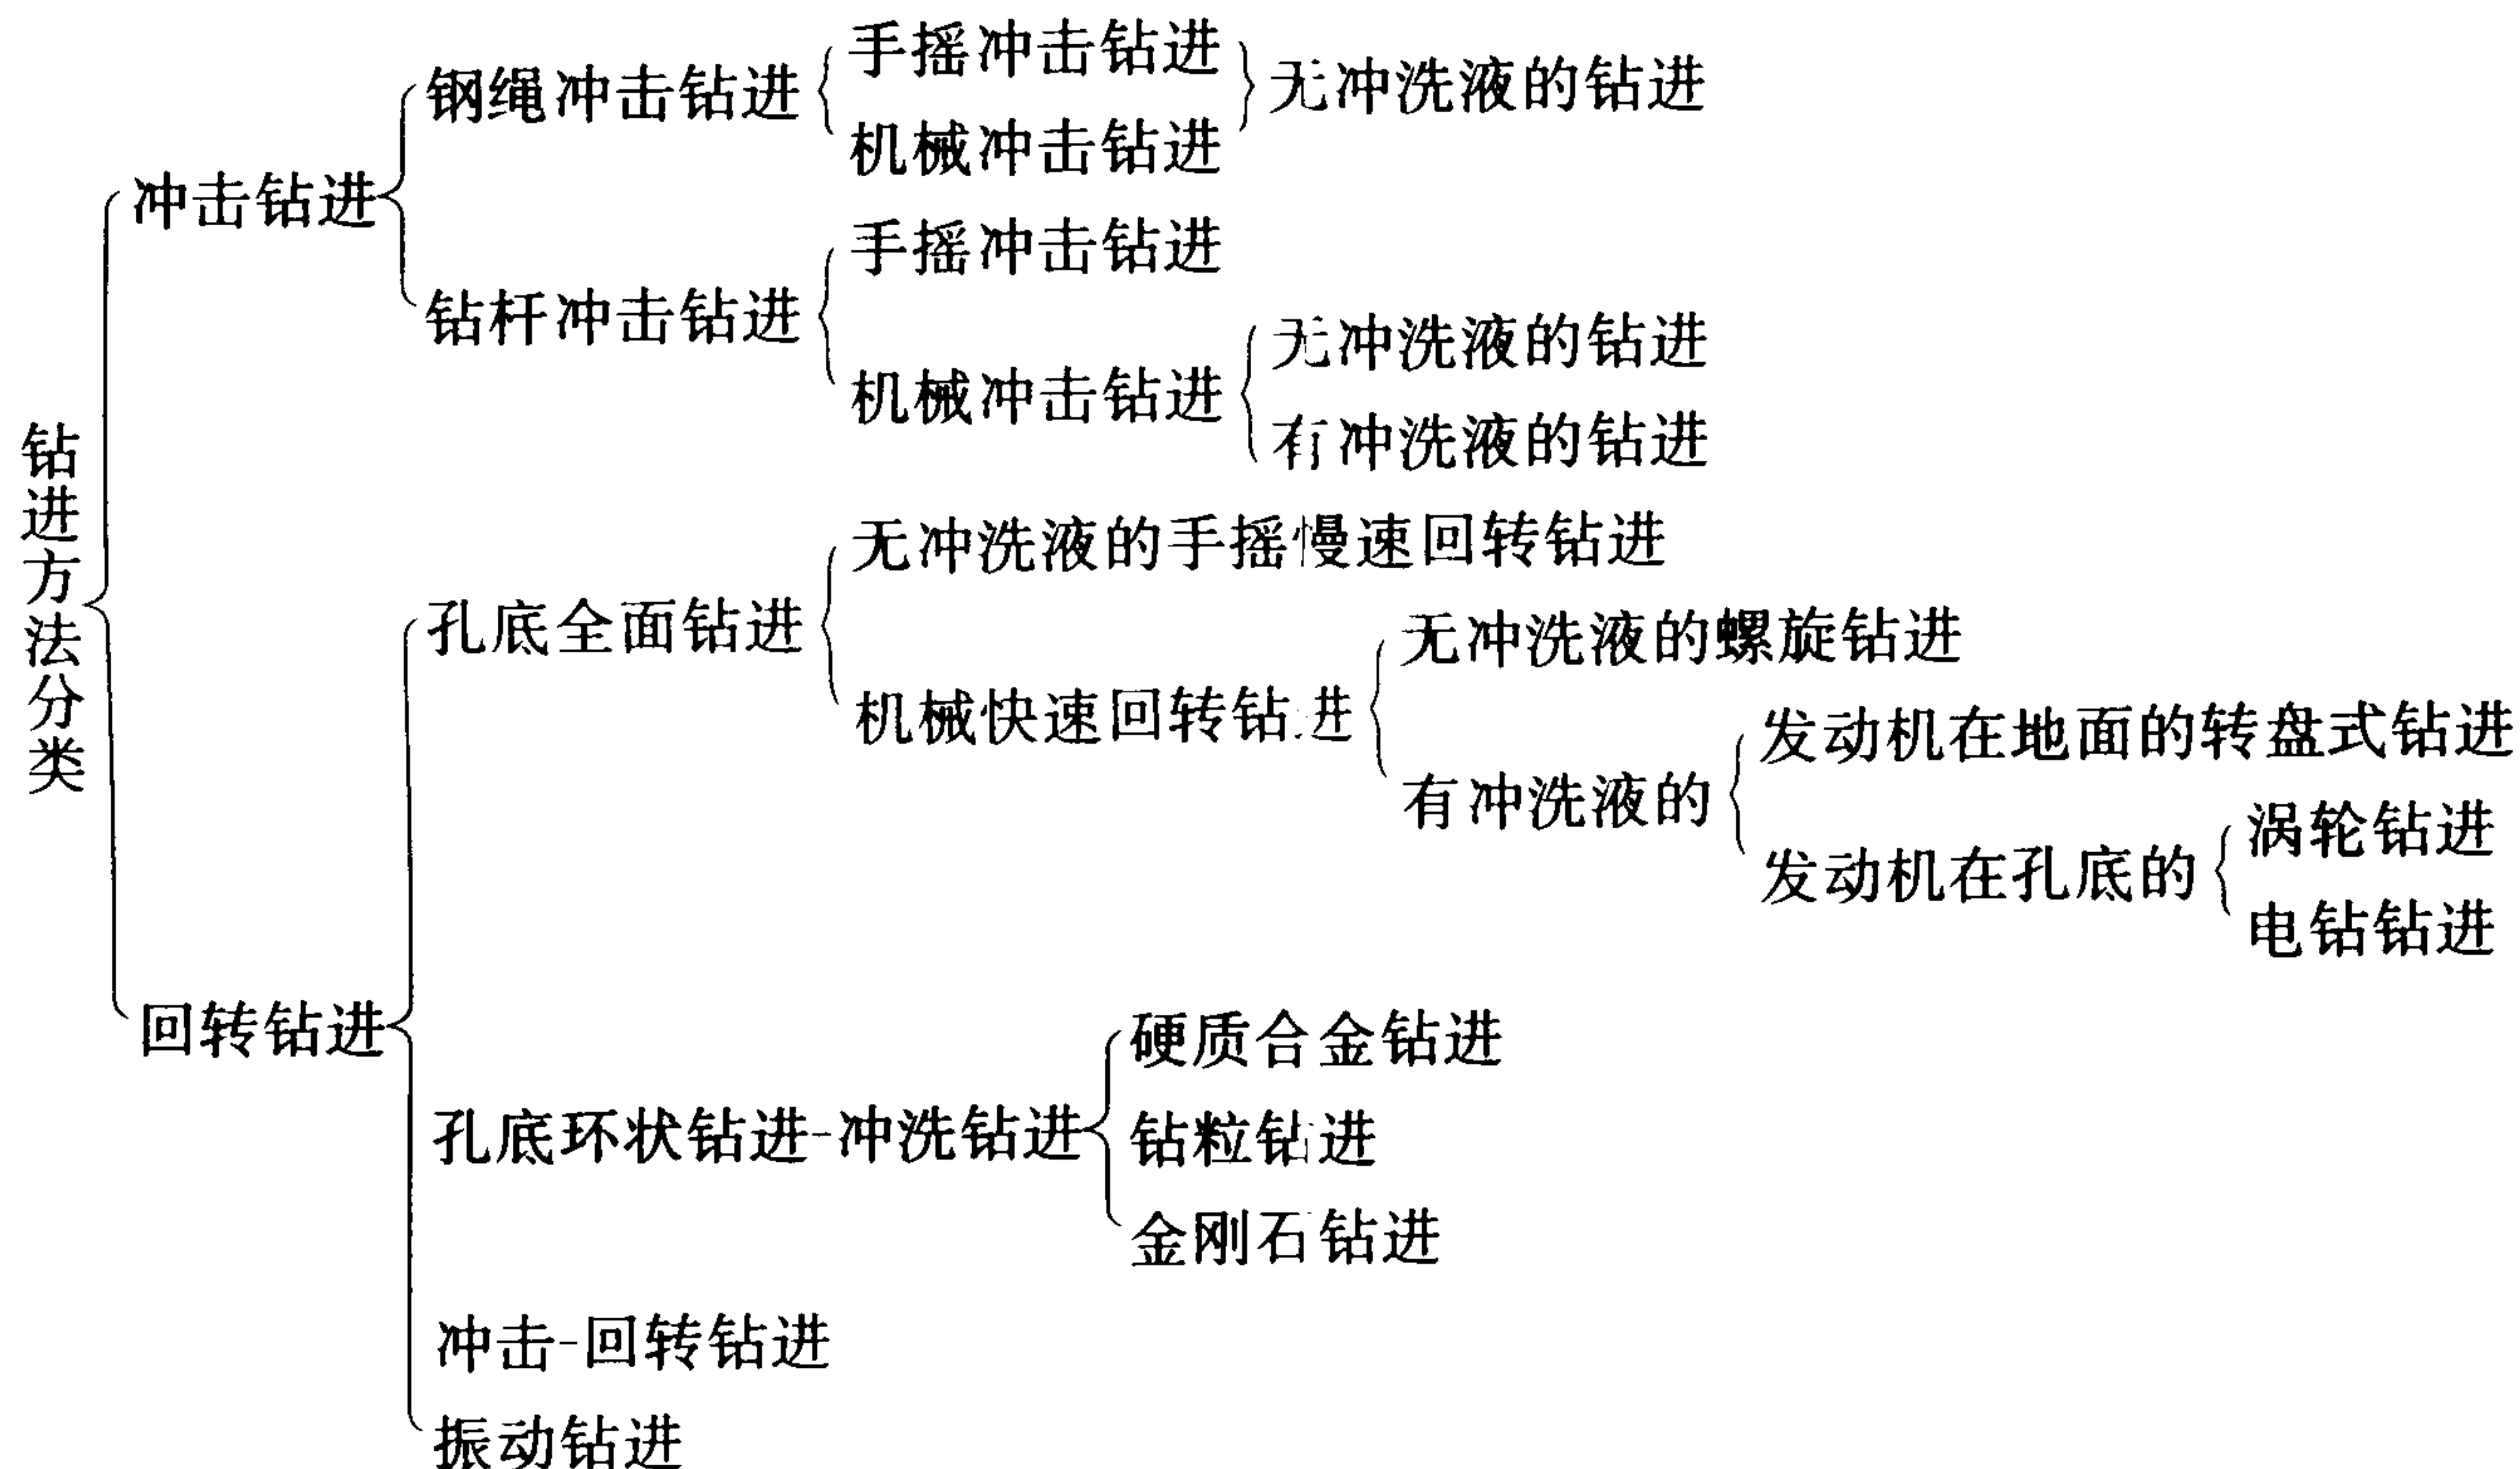 钻进方法分类
冲击钻进
钢绳冲击钻进
手摇冲击钻进
机械冲击钻进
无冲洗液的钻进
钻杆冲击钻进
手摇冲击钻进
机械冲击钻进
无冲洗液的钻进
有冲洗液的钻进
回转钻进
孔底全面钻进
无冲洗液的手摇慢速回转钻进
机械快速回转钻进
无冲洗液的螺旋钻进
有冲洗液的
发动机在地面的转盘式钻进
发动机在孔底的
涡轮钻进
电钻钻进
孔底环状钻进-冲洗钻进
硬质合金钻进
钻粒钻进
金刚石钻进
冲击-回转钻进
振动钻进